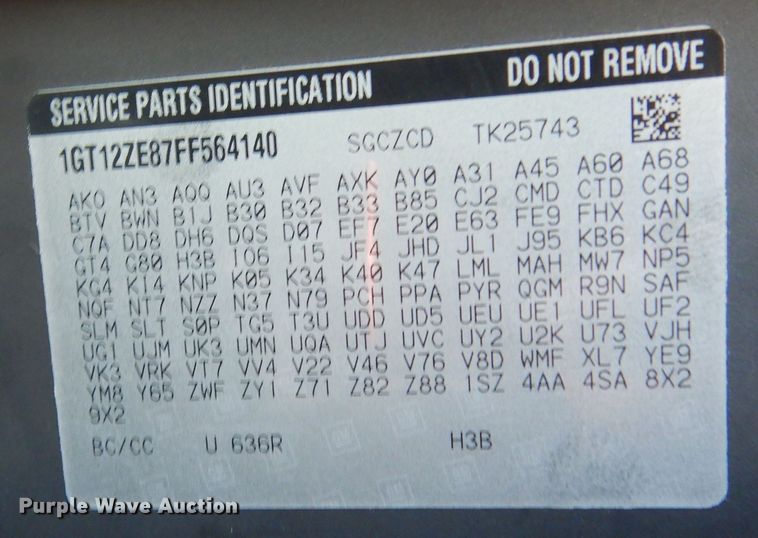 SERVICE PARTS IDENTIFICATION DO NOT REMOVE
1GT12ZE87FF564140 SGCZCD TK25743
AKO AN3 AQQ AU3 AVF AXK AY0 A31 A45 A60 A68
BTV BWN B1J B30 B32 B33 B85 CJ2 CMD CTD C49
C7A DD8 DH6 DQS D07 EF7 E20 E63 FE9 FHX GAN
GT4 G80 H3B IO6 I15 JF4 JHD JL1 J95 KB6 KC4
KG4 KI4 KNP K05 K34 K40 K47 LML MAH MW7 NP5
NQF NT7 NZZ N37 N79 PCH PPA PYR QGM R9N SAF
SLM SLT S0P TG5 T3U UDD UD5 UEU UE1 UFL UF2
UG1 UJM UK3 UMN UQA UTJ UVC UY2 U2K U73 VJH
VK3 VRK VT7 VV4 V22 V46 V76 V8D WMF XL7 YE9
YM8 Y65 ZWF ZY1 Z71 Z82 Z88 1SZ 4AA 4SA 8X2
9X2
BC/CC U 636R H3B
Purple Wave Auction